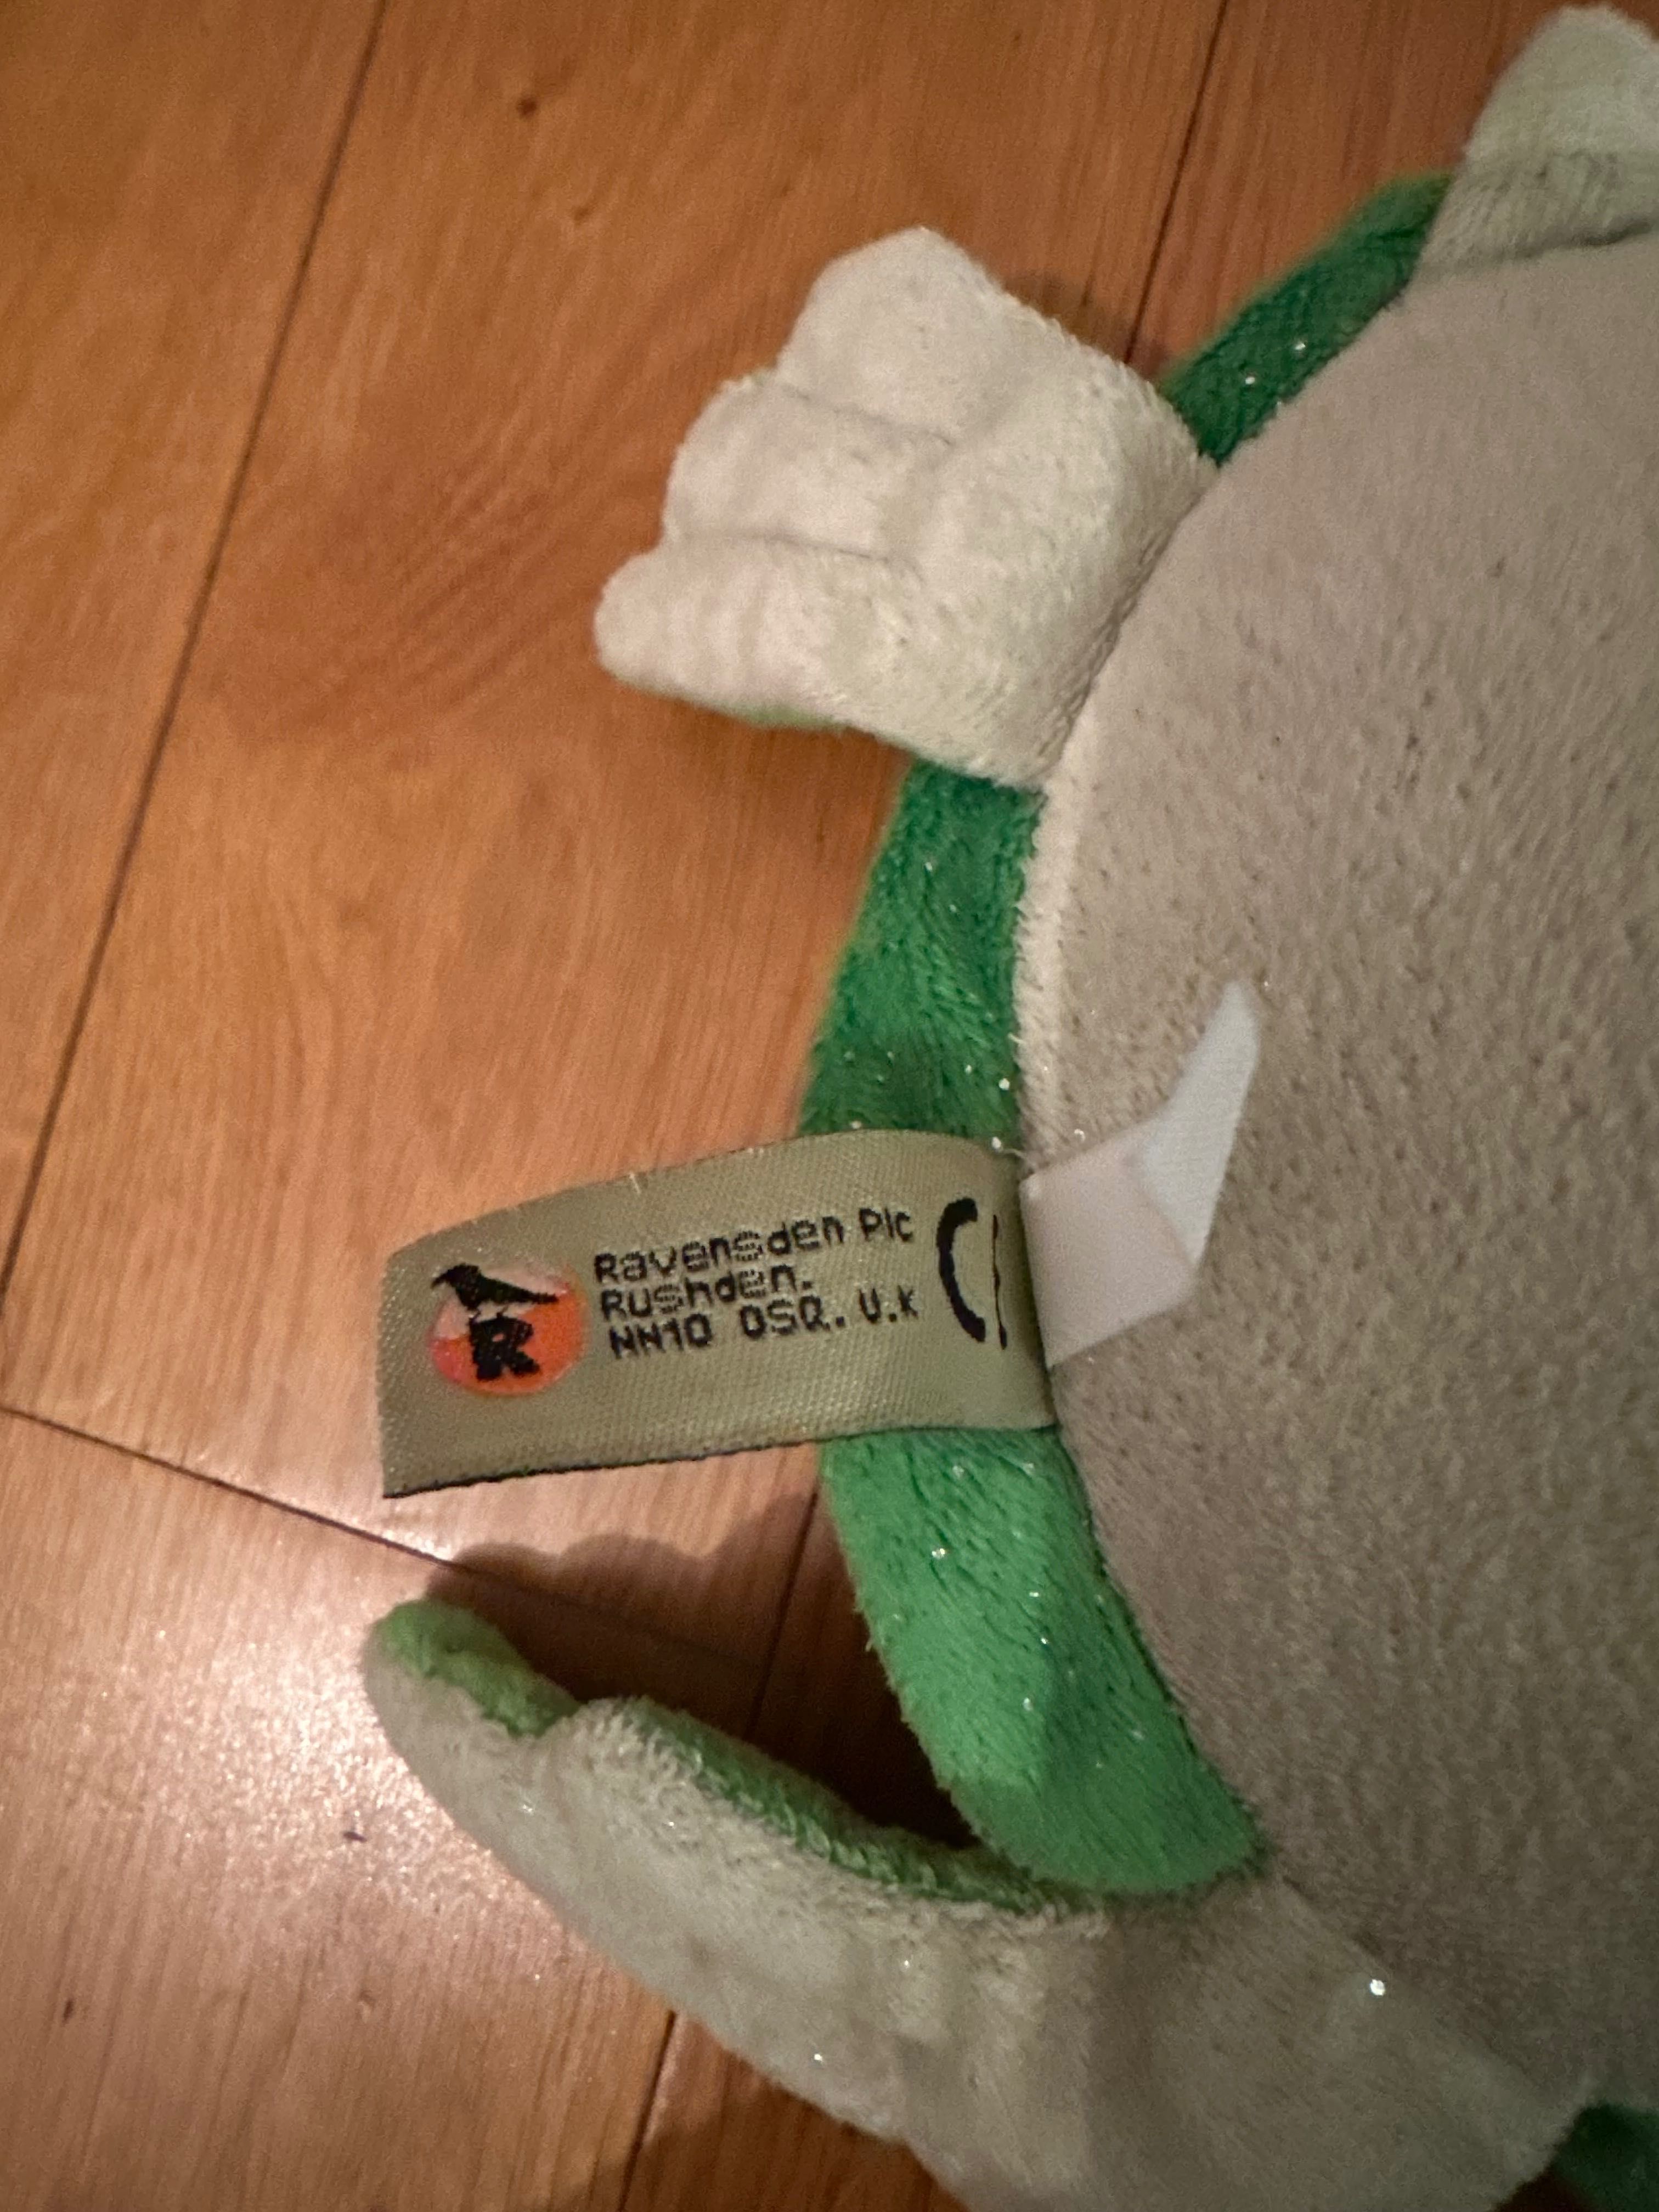 R
Ravensden Plc
Rushden.
NN10 0SQ. U.K
C